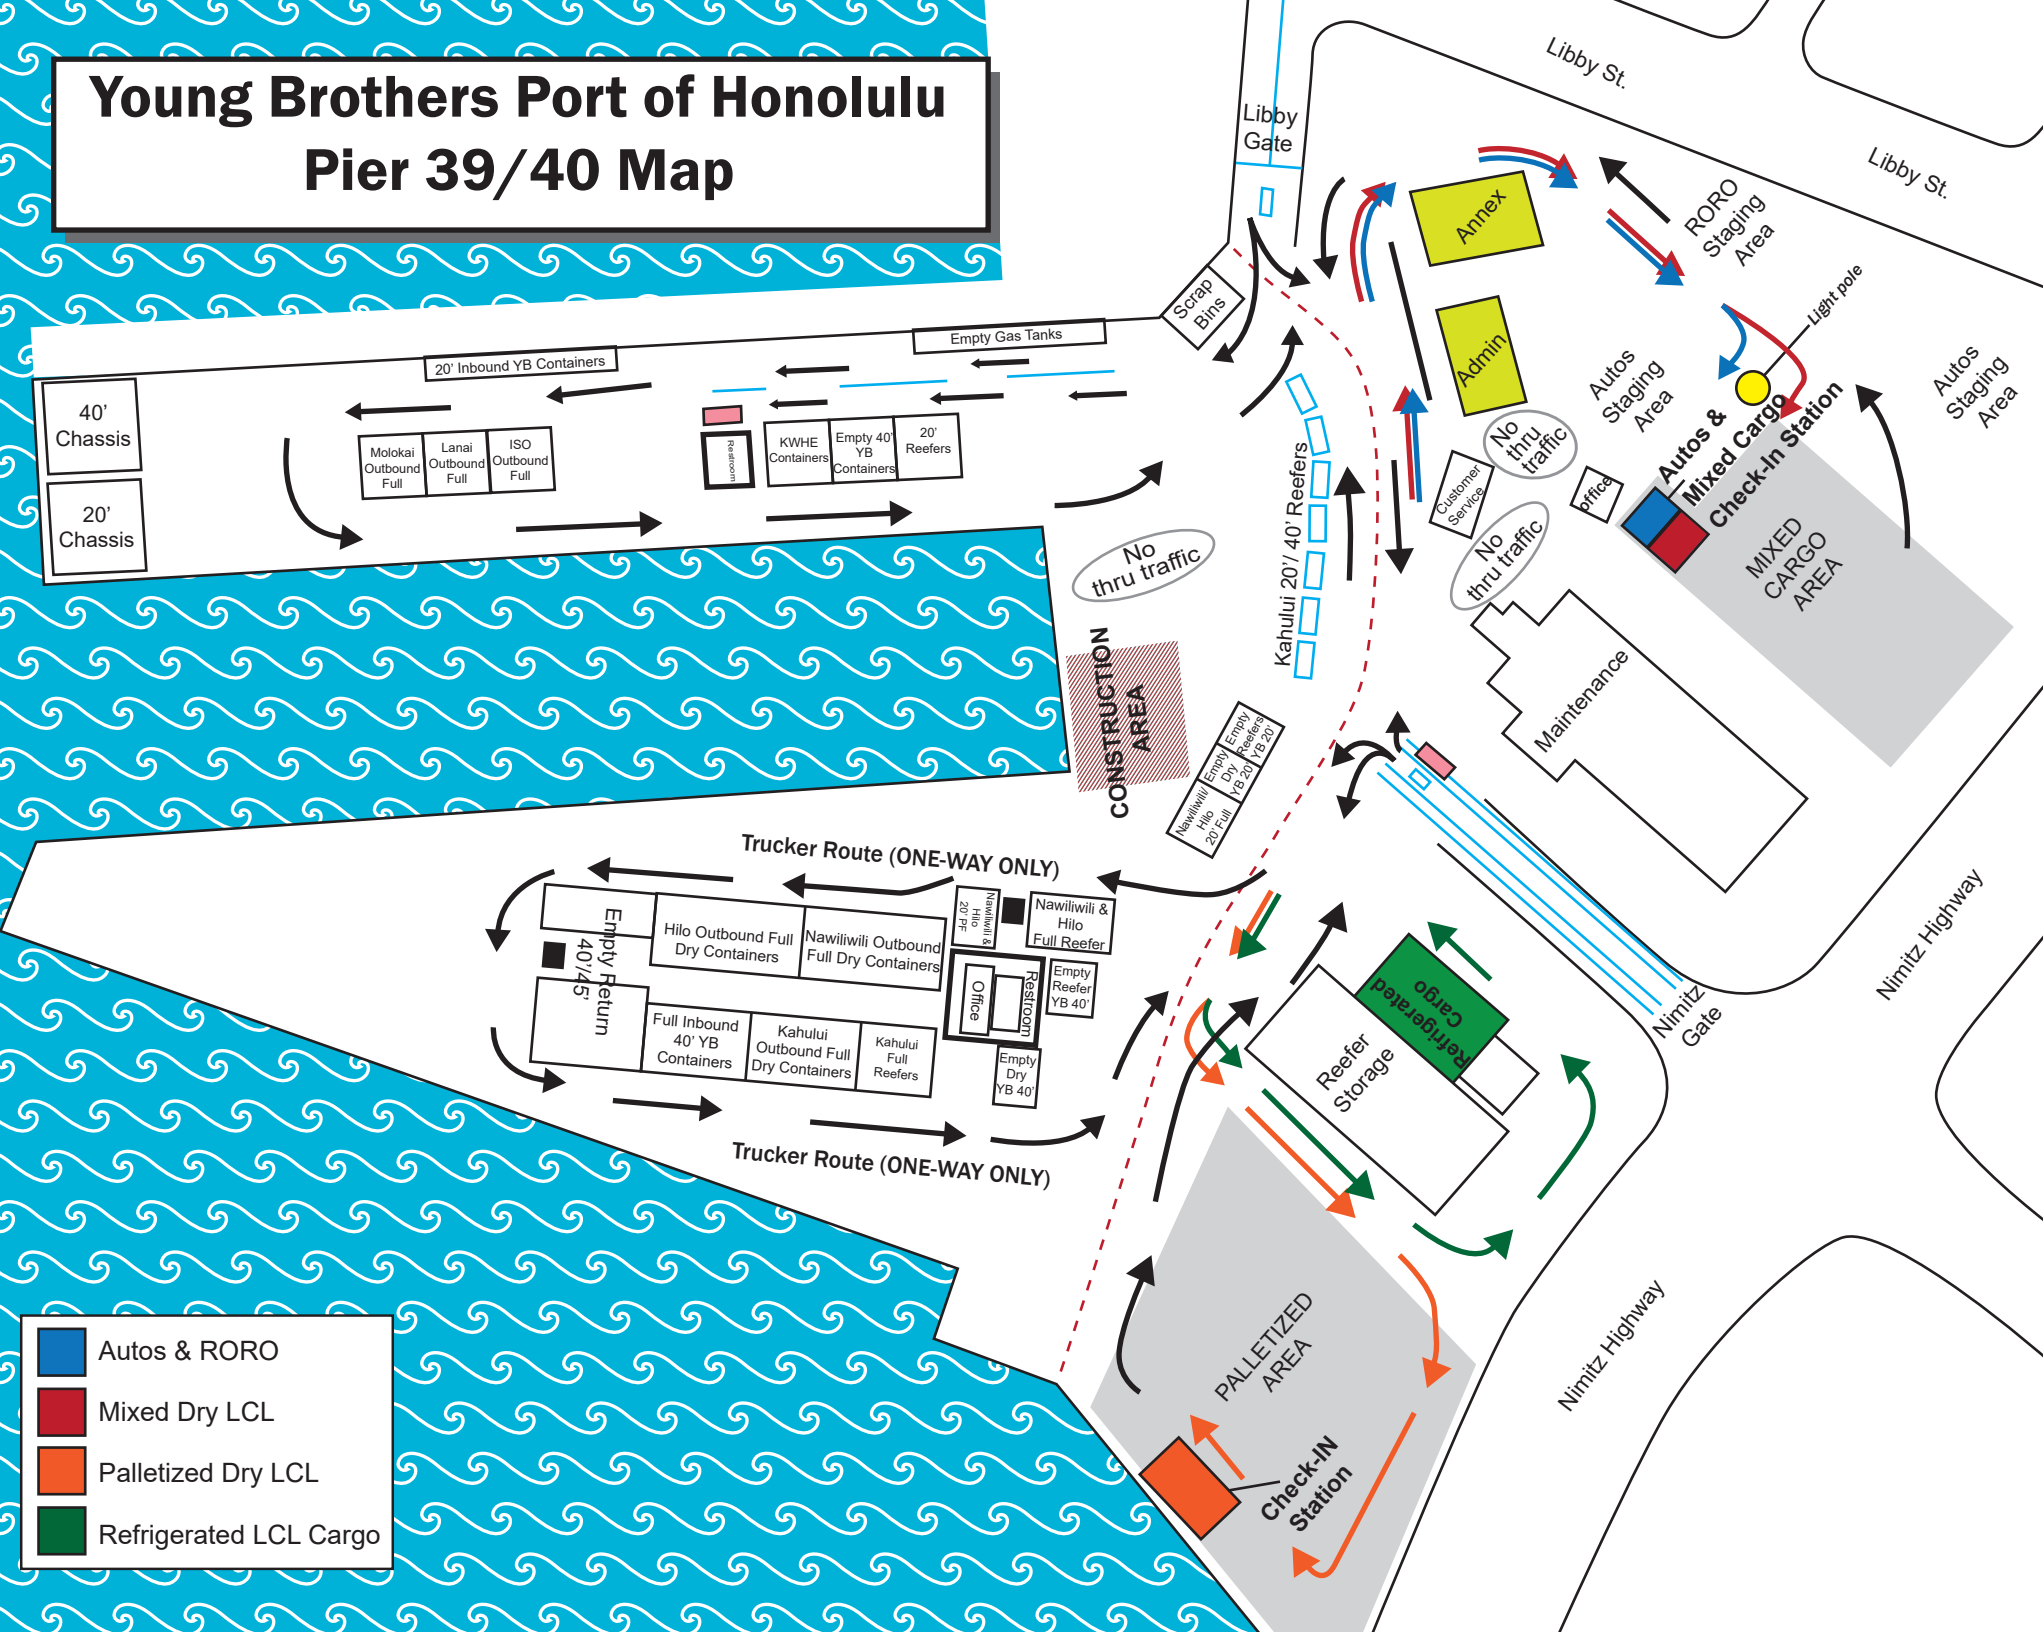 Young Brothers Port of Honolulu
Pier 39/40 Map
Libby
Gate
Libby St.
Libby St.
Annex
RORO
Staging
Area
Light pole
Scrap
Bins
Empty Gas Tanks
20’ Inbound YB Containers
40’
Chassis
20’
Chassis
Molokai
Outbound
Full
Lanai
Outbound
Full
ISO
Outbound
Full
Restroom
KWHE
Containers
Empty 40’
YB
Containers
20’
Reefers
Admin
Autos
Staging
Area
Autos
Staging
Area
No
thru
traffic
Customer
Service
office
Autos &
Mixed Cargo
Check-In Station
MIXED
CARGO
AREA
No
thru traffic
No
thru traffic
Kahului 20’/ 40’ Reefers
CONSTRUCTION
AREA
Maintenance
Empty
Reefers
YB 20’
Empty
Dry
YB 20’
Nawiliwili/
Hilo
20’ Full
Trucker Route (ONE-WAY ONLY)
Empty Return
40’/45’
Hilo Outbound Full
Dry Containers
Nawiliwili Outbound
Full Dry Containers
Nawiliwili &
Hilo
20’ PF
Nawiliwili &
Hilo
Full Reefer
Office
Restroom
Empty
Reefer
YB 40’
Full Inbound
40’ YB
Containers
Kahului
Outbound Full
Dry Containers
Kahului
Full
Reefers
Empty
Dry
YB 40’
Trucker Route (ONE-WAY ONLY)
Refrigerated
Cargo
Reefer
Storage
Nimitz
Gate
Nimitz Highway
Nimitz Highway
PALLETIZED
AREA
Check-IN
Station
Autos & RORO
Mixed Dry LCL
Palletized Dry LCL
Refrigerated LCL Cargo